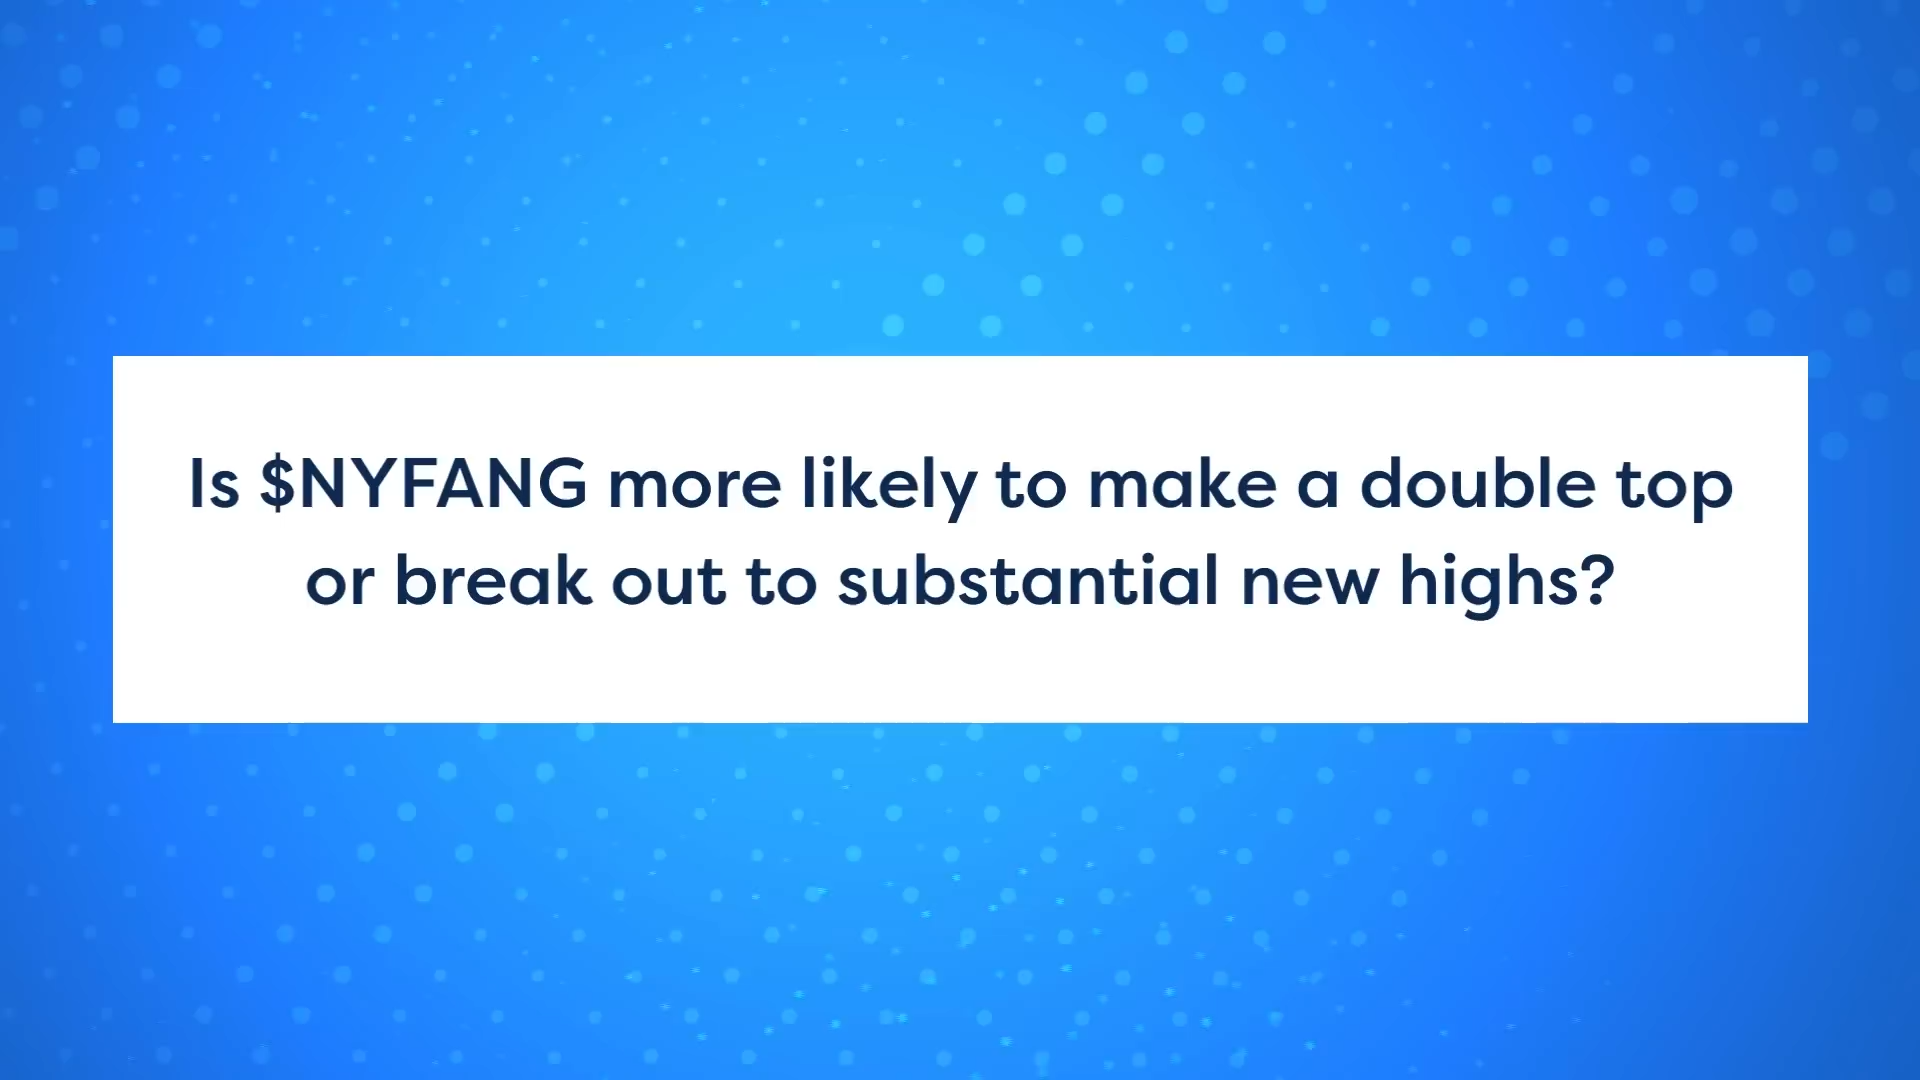 Is $NYFANG more likely to make a double top
or break out to substantial new highs?